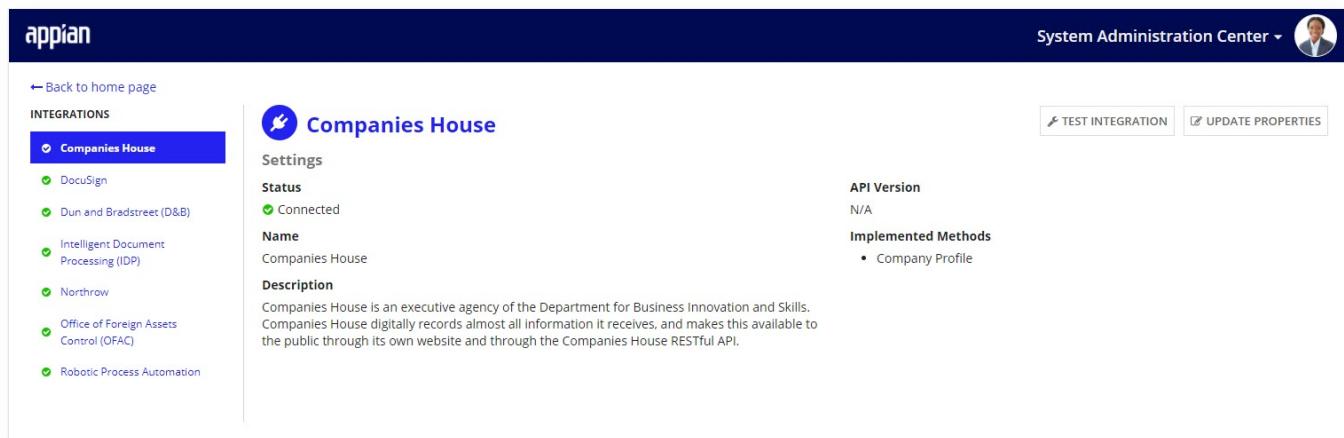 appian
System Administration Center
Back to home page
INTEGRATIONS
Companies House
DocuSign
Dun and Bradstreet (D&B)
Intelligent Document
Processing (IDP)
Northrow
Office of Foreign Assets
Control (OFAC)
Robotic Process Automation
Companies House
TEST INTEGRATION
UPDATE PROPERTIES
Settings
Status
Connected
Name
Companies House
Description
Companies House is an executive agency of the Department for Business Innovation and Skills.
Companies House digitally records almost all information it receives, and makes this available to
the public through its own website and through the Companies House RESTful API.
API Version
N/A
Implemented Methods
• Company Profile